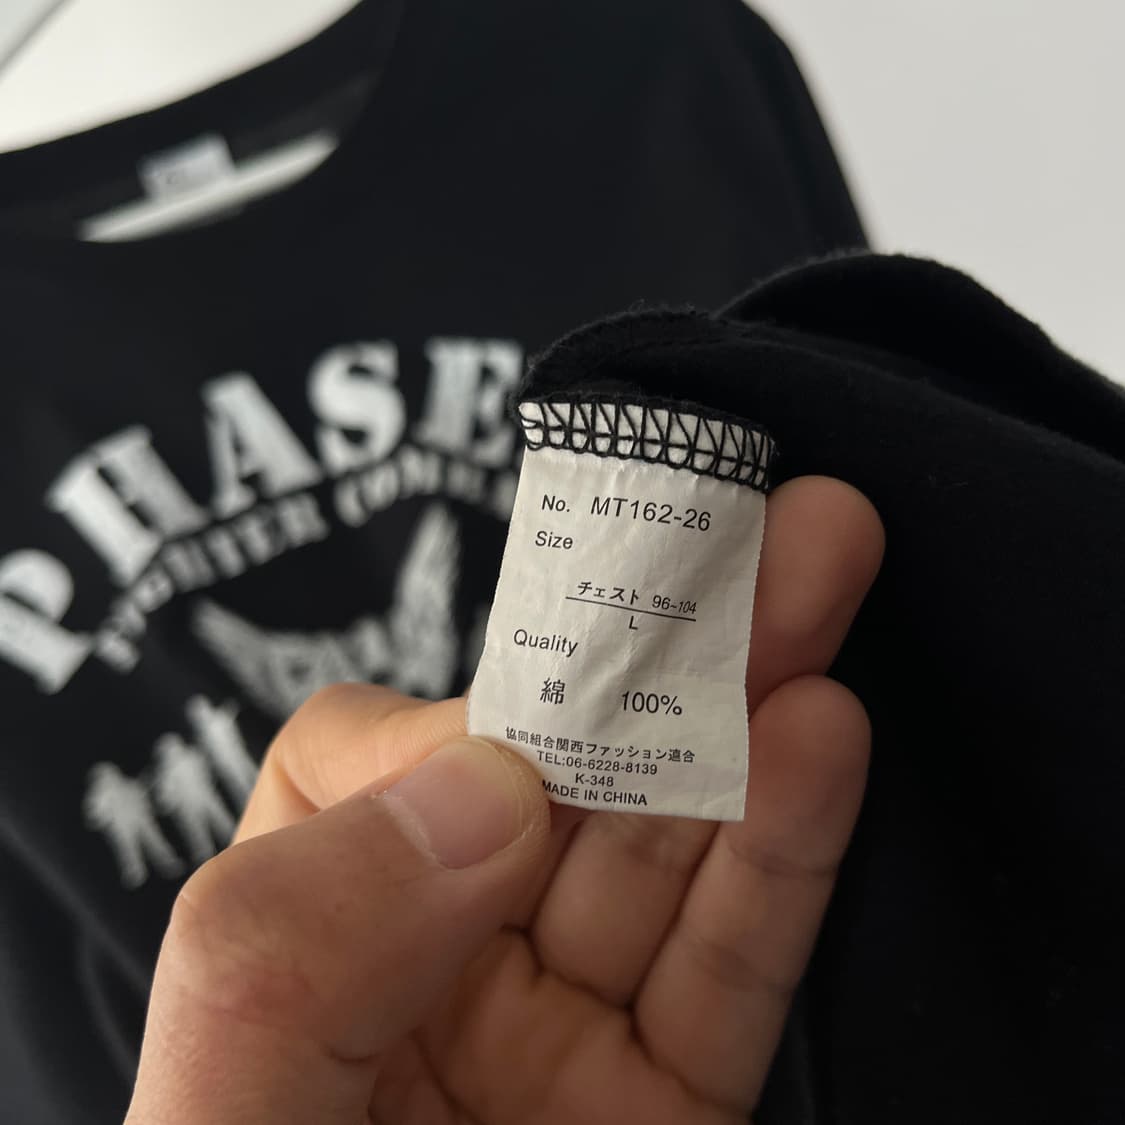 PHASE
No. MT162-26
Size
チェスト 96~104
L
Quality
綿 100%
協同組合関西ファッション連合
TEL:06-6228-8139
K-348
MADE IN CHINA